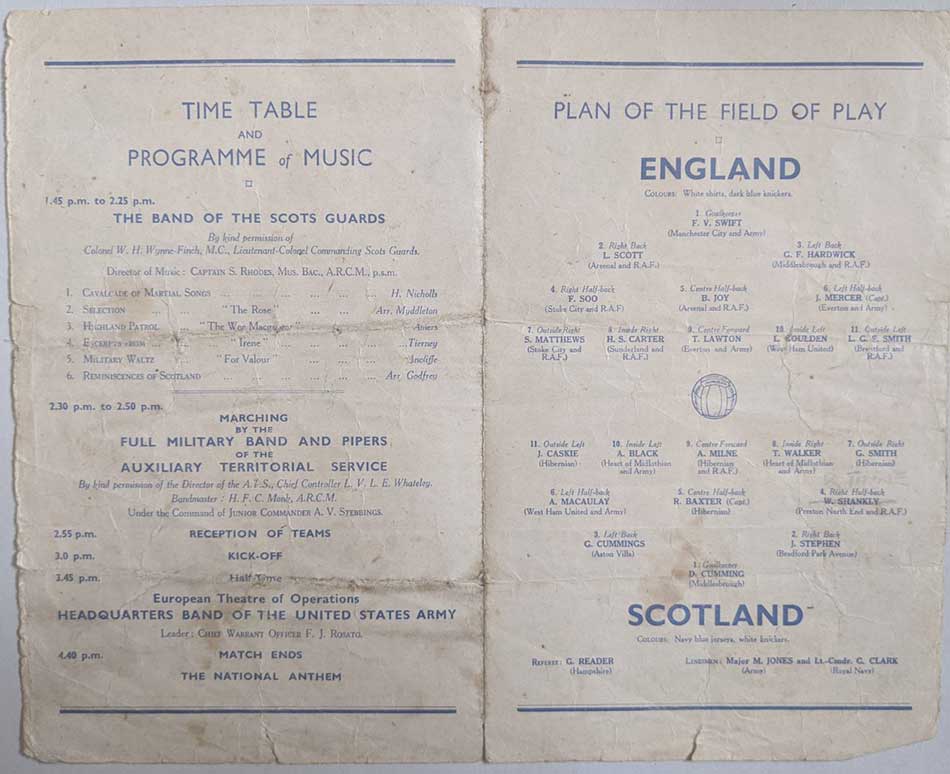 TIME TABLE
AND
PROGRAMME of MUSIC
1.45 p.m. to 2.25 p.m.
THE BAND OF THE SCOTS GUARDS
By kind permission of
Colonel W. H. Wynne-Finch, M.C., Lieutenant-Colonel Commanding Scots Guards.
Director of Music : CAPTAIN S. RHODES, MUS. BAC., A.R.C.M., p.s.m.
1. CAVALCADE OF MARTIAL SONGS ... ... ... ... ... H. Nicholls
2. SELECTION ... ... "The Rose" ... ... ... Arr. Myddleton
3. HIGHLAND PATROL ... "The Wee Macgregor" ... ... Amers
4. EXCERPTS FROM ... "Irene" ... ... ... Tierney
5. MILITARY WALTZ ... "For Valour" ... ... Ancliffe
6. REMINISCENCES OF SCOTLAND ... ... ... ... ... Arr. Godfrey
2.30 p.m. to 2.50 p.m.
MARCHING
BY THE
FULL MILITARY BAND AND PIPERS
OF THE
AUXILIARY TERRITORIAL SERVICE
By kind permission of the Director of the A.T.S., Chief Controller L. V. L. E. Whateley.
Bandmaster : H. F. C. Monk, A.R.C.M.
Under the Command of JUNIOR COMMANDER A. V. STEBBINGS.
2.55 p.m. RECEPTION OF TEAMS
3.0 p.m. KICK-OFF
3.45 p.m. Half Time
European Theatre of Operations
HEADQUARTERS BAND OF THE UNITED STATES ARMY
Leader : CHIEF WARRANT OFFICER F. J. ROSATO.
4.40 p.m. MATCH ENDS
THE NATIONAL ANTHEM
PLAN OF THE FIELD OF PLAY
ENGLAND
COLOURS: White shirts, dark blue knickers.
1. Goalkeeper
F. V. SWIFT
(Manchester City and Army)
2. Right Back 3. Left Back
L. SCOTT G. F. HARDWICK
(Arsenal and R.A.F.) (Middlesbrough and R.A.F.)
4. Right Half-back 5. Centre Half-back 6. Left Half-back
F. SOO B. JOY J. MERCER (Capt.)
(Stoke City and R.A.F) (Arsenal and R.A.F.) (Everton and Army)
7. Outside Right 8. Inside Right 9. Centre Forward 10. Inside Left 11. Outside Left
S. MATTHEWS H. S. CARTER T. LAWTON L. GOULDEN L. G. F. SMITH
(Stoke City and (Sunderland and (Everton and Army) (West Ham United) (Brentford and
R.A.F.) R.A.F.) R.A.F.)
11. Outside Left 10. Inside Left 9. Centre Forward 8. Inside Right 7. Outside Right
J. CASKIE A. BLACK A. MILNE T. WALKER G. SMITH
(Hibernian) (Heart of Midlothian (Hibernian (Heart of Midlothian (Hibernian)
and Army) and R.A.F.) and Army)
6. Left Half-back 5. Centre Half-back 4. Right Half-back
A. MACAULAY R. BAXTER (Capt.) W. SHANKLY
(West Ham United and Army) (Hibernian) (Preston North End and R.A.F.)
3. Left Back 2. Right Back
G. CUMMINGS J. STEPHEN
(Aston Villa) (Bradford Park Avenue)
1. Goalkeeper
D. CUMMING
(Middlesbrough)
SCOTLAND
COLOURS: Navy blue jerseys, white knickers.
REFEREE : G. READER LINESMEN : Major M. JONES and Lt.-Comdr. G. CLARK
(Hampshire) (Army) (Royal Navy)